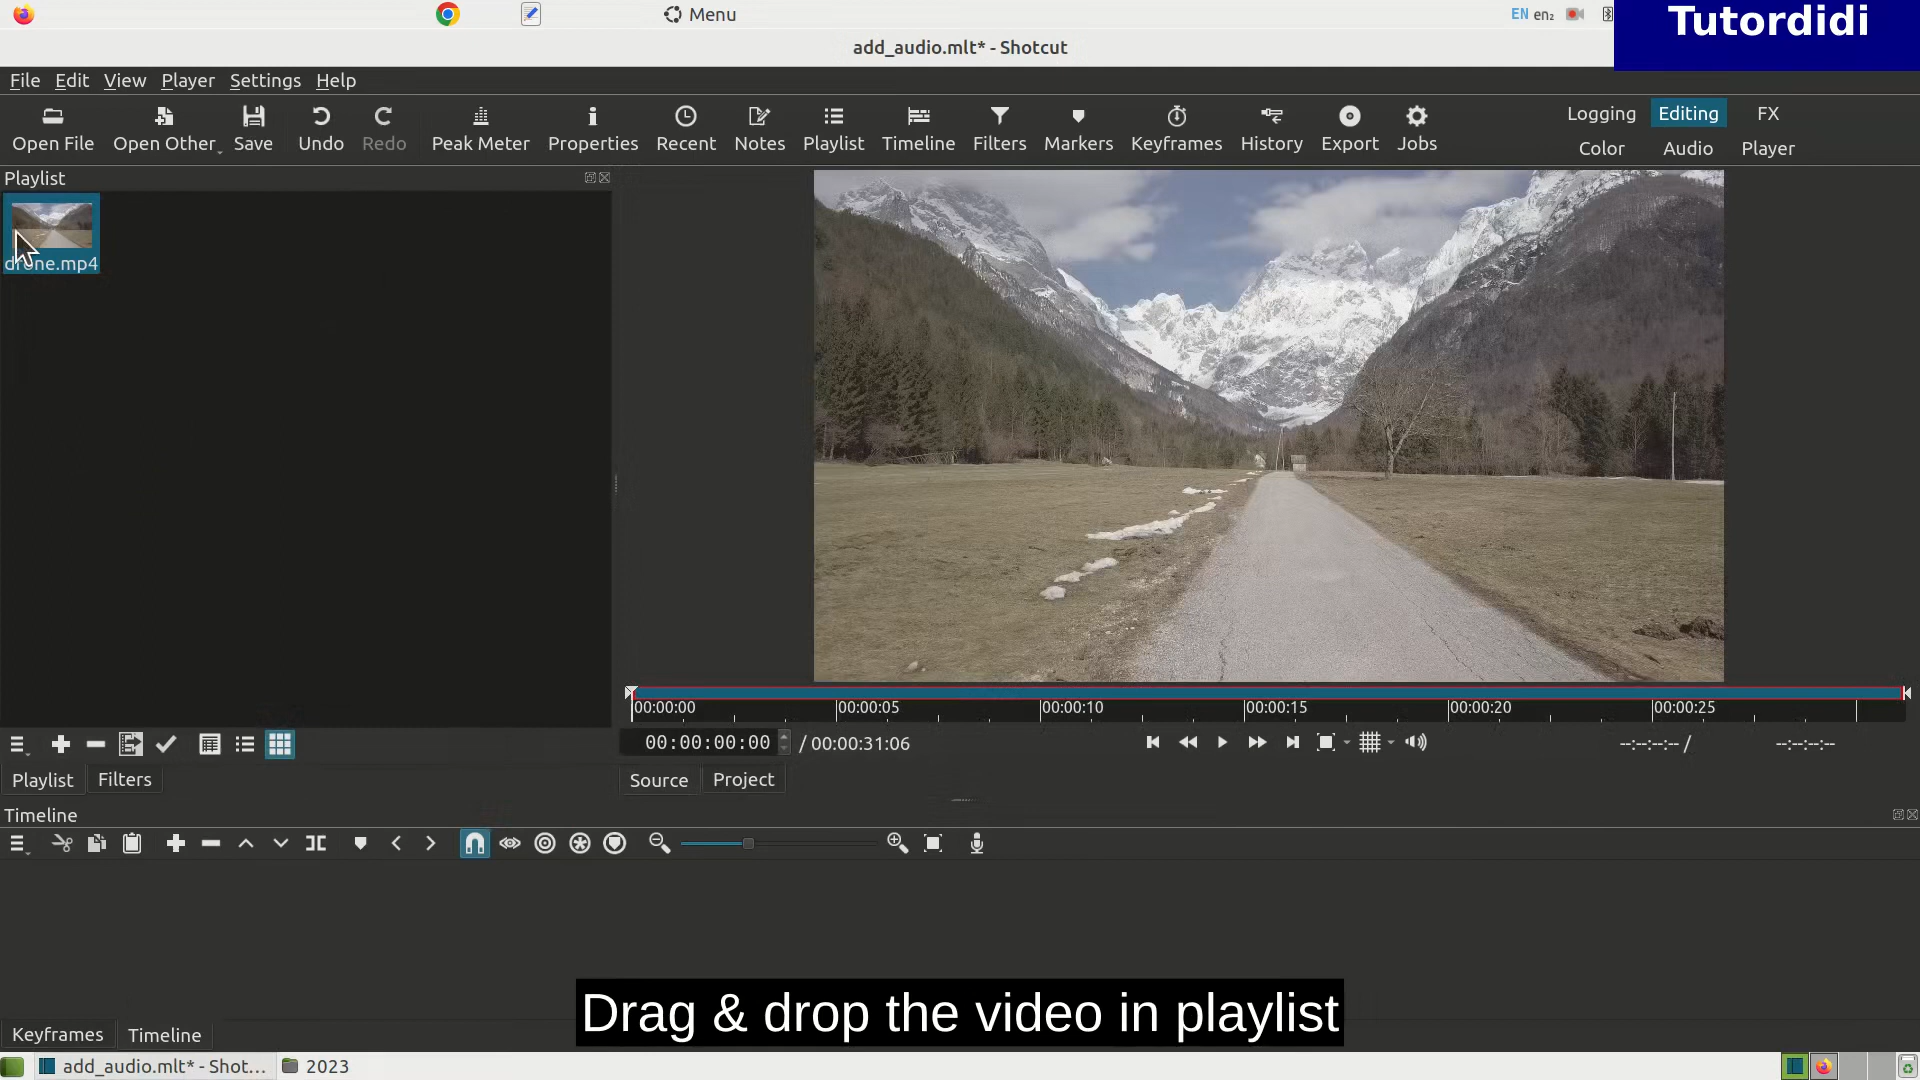 Menu
EN en₂
Tutordidi
add_audio.mlt* - Shotcut
File Edit View Player Settings Help
Open File Open Other Save Undo Redo Peak Meter Properties Recent Notes Playlist Timeline Filters Markers Keyframes History Export Jobs
Logging Editing FX
Color Audio Player
Playlist
drone.mp4
00:00:00 00:00:05 00:00:10 00:00:15 00:00:20 00:00:25
00:00:00:00 / 00:00:31:06 --:--:--:-- / --:--:--:--
Playlist Filters
Source Project
Timeline
Drag & drop the video in playlist
Keyframes Timeline
add_audio.mlt* - Shot... 2023